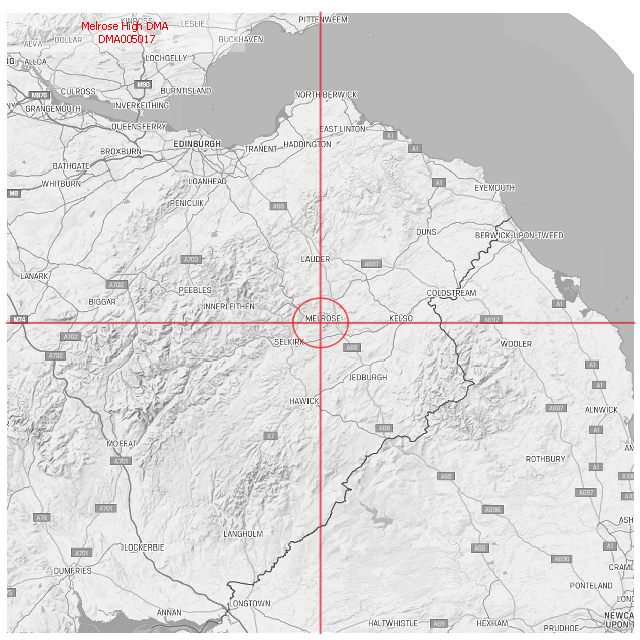 PITTENWEEM
KINROSS
LESLIE
Melrose High DMA
DMA005017
ALVA
DOLLAR
BUCKHAVEN
LOCHGELLY
ALLOA
M90
CULROSS
BURNTISLAND
M876
NORTH BERWICK
GRANGEMOUTH
INVERKEITHING
QUEENSFERRY
EAST LINTON
A1
EDINBURGH
HADDINGTON
TRANENT
A1
BROXBURN
BATHGATE
LOANHEAD
A1
WHITBURN
M8
EYEMOUTH
PENICUIK
A68
DUNS
BERWICK-UPON-TWEED
LAUDER
A703
A697
LANARK
A702
PEEBLES
COLDSTREAM
BIGGAR
INNERLEITHEN
A1
M74
MELROSE
KELSO
A697
A702
SELKIRK
A68
WOOLER
A702
A1
JEDBURGH
A1
HAWICK
A697
ALNWICK
A68
A1
A7
MOFFAT
A701
ROTHBURY
A1
A68
A697
A701
A696
A76
LANGHOLM
LOCKERBIE
A68
A1
A701
A696
DUMFRIES
PONTELAND
LONGTOWN
ANNAN
HALTWHISTLE
A69
HEXHAM
PRUDHOE